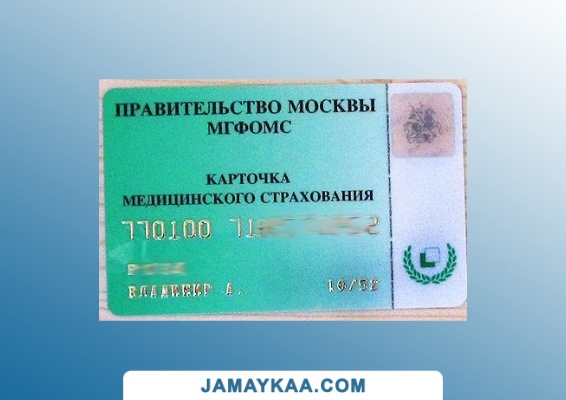 ПРАВИТЕЛЬСТВО МОСКВЫ
МГФОМС
КАРТОЧКА
МЕДИЦИНСКОГО СТРАХОВАНИЯ
770100
ВЛАДИМИР А. 10/52
JAMAYKAA.COM